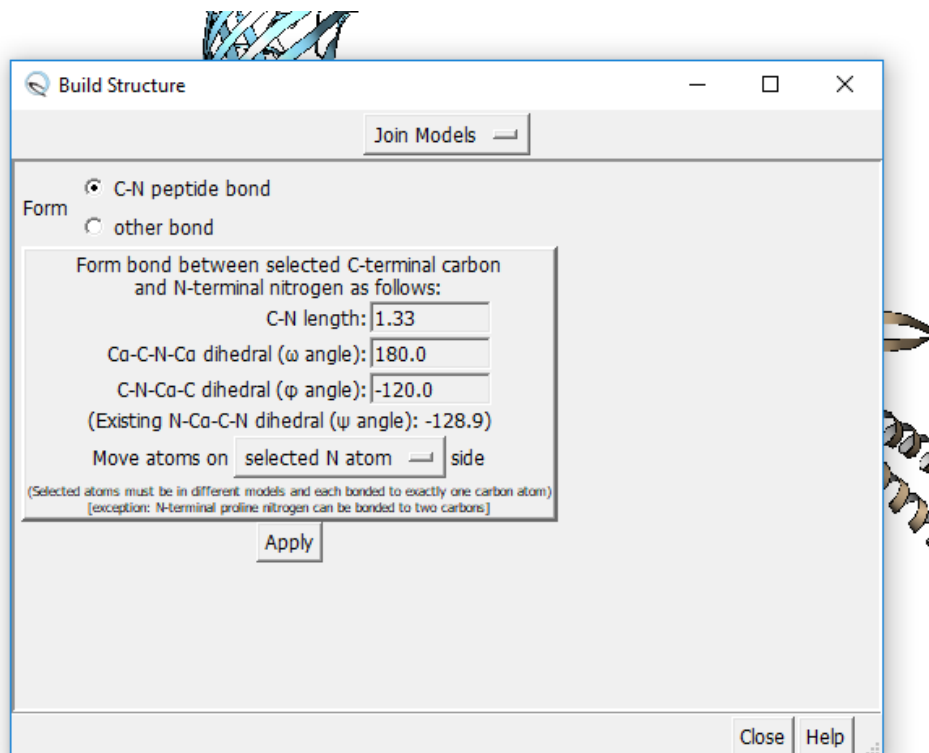 Build Structure
Join Models
Form
C-N peptide bond
other bond
Form bond between selected C-terminal carbon
and N-terminal nitrogen as follows:
C-N length: 1.33
Cα-C-N-Cα dihedral (ω angle): 180.0
C-N-Cα-C dihedral (φ angle): -120.0
(Existing N-Cα-C-N dihedral (ψ angle): -128.9)
Move atoms on selected N atom side
(Selected atoms must be in different models and each bonded to exactly one carbon atom)
[exception: N-terminal proline nitrogen can be bonded to two carbons]
Apply
Close Help